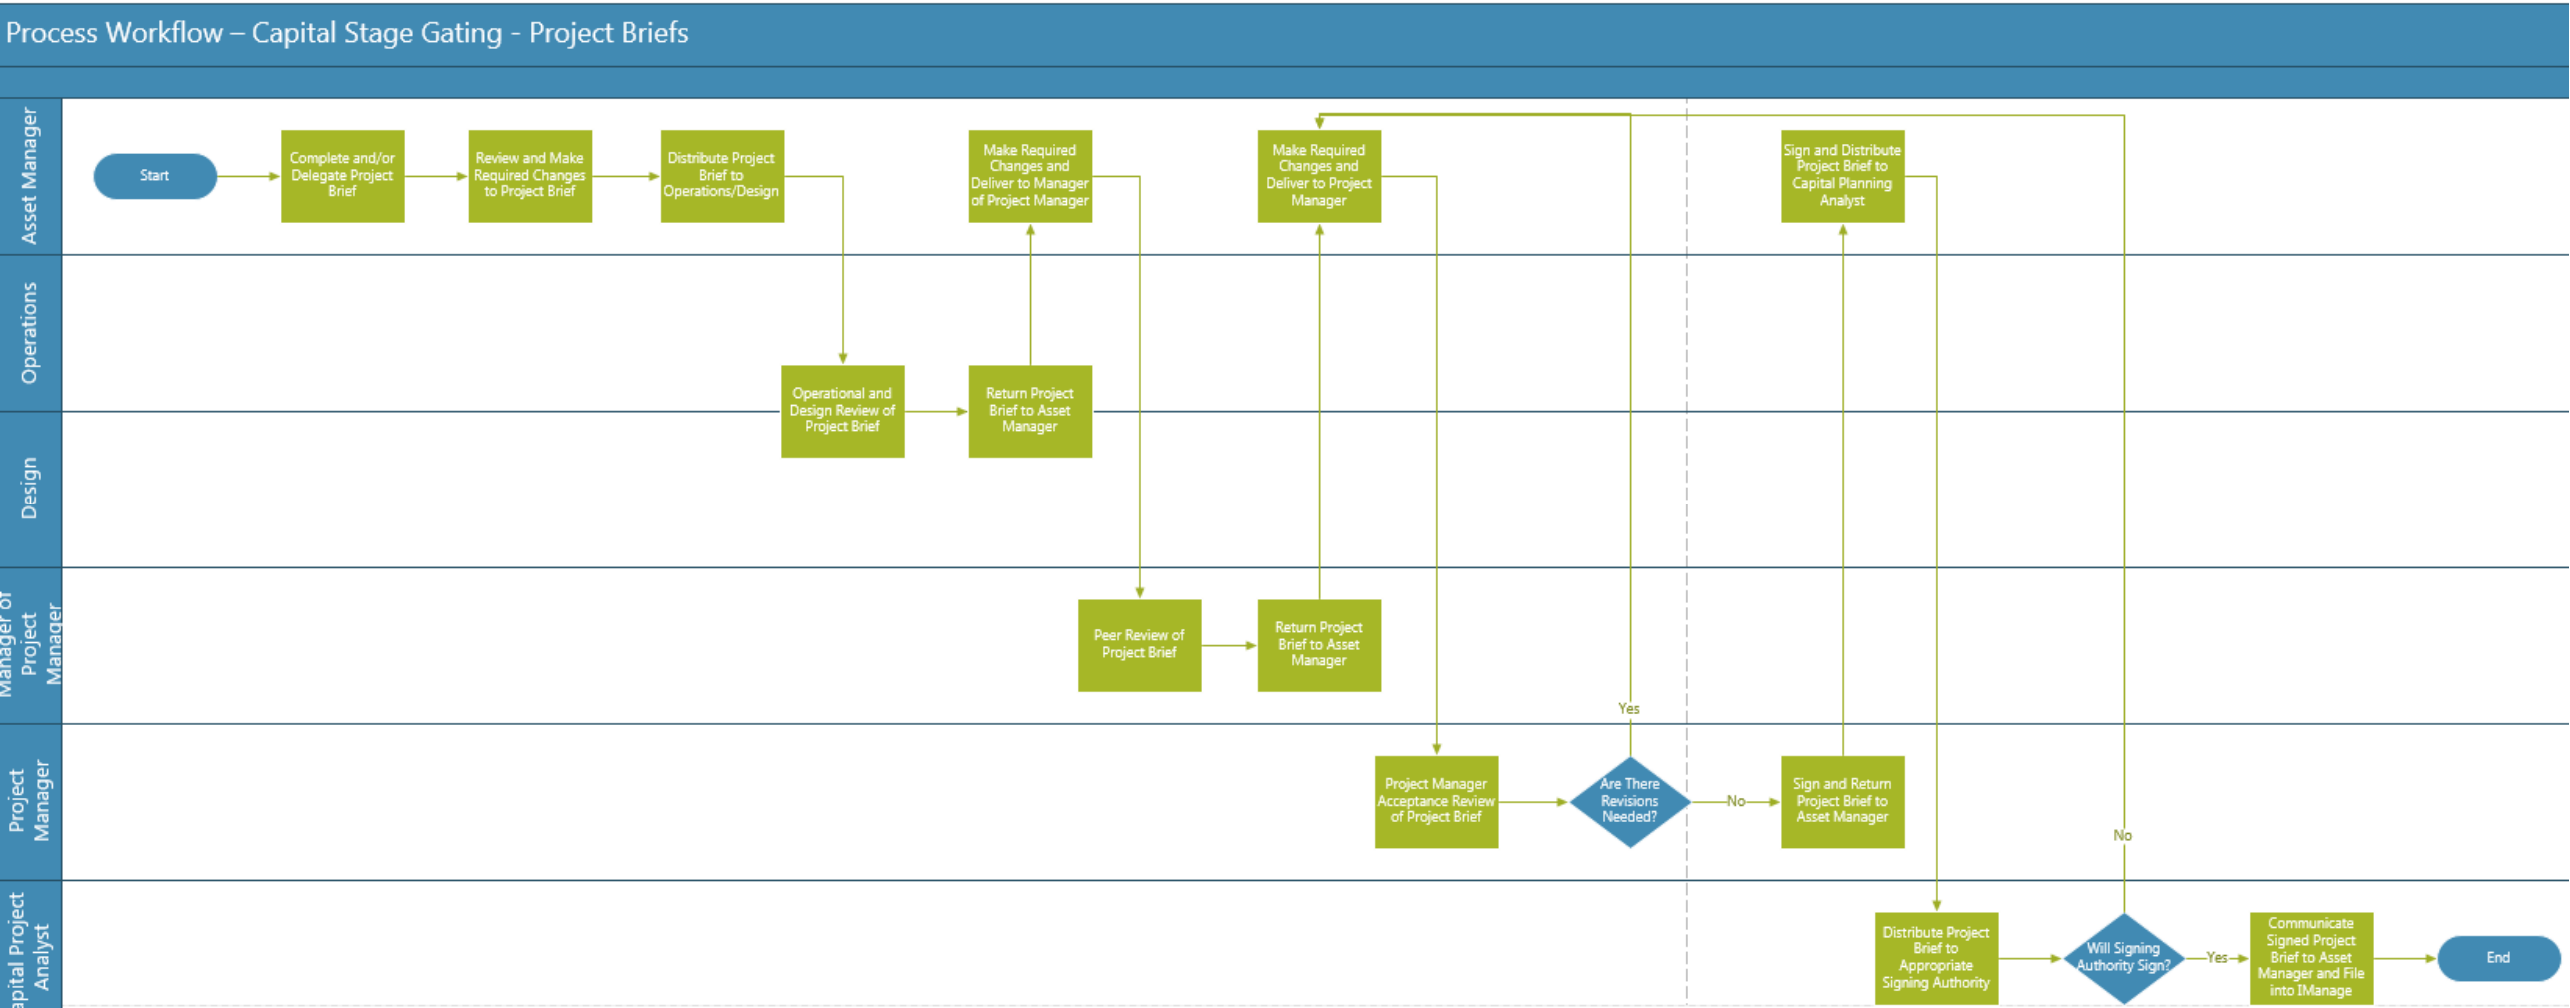 Process Workflow – Capital Stage Gating - Project Briefs
Asset Manager
Start
Complete and/or
Delegate Project
Brief
Review and Make
Required Changes
to Project Brief
Distribute Project
Brief to
Operations/Design
Make Required
Changes and
Deliver to Manager
of Project Manager
Make Required
Changes and
Deliver to Project
Manager
Sign and Distribute
Project Brief to
Capital Planning
Analyst
Operations
Operational and
Design Review of
Project Brief
Return Project
Brief to Asset
Manager
Design
Manager of
Project
Manager
Peer Review of
Project Brief
Return Project
Brief to Asset
Manager
Yes
Project
Manager
Project Manager
Acceptance Review
of Project Brief
Are There
Revisions
Needed?
No
Sign and Return
Project Brief to
Asset Manager
No
apital Project
Analyst
Distribute Project
Brief to
Appropriate
Signing Authority
Will Signing
Authority Sign?
Yes
Communicate
Signed Project
Brief to Asset
Manager and File
into IManage
End